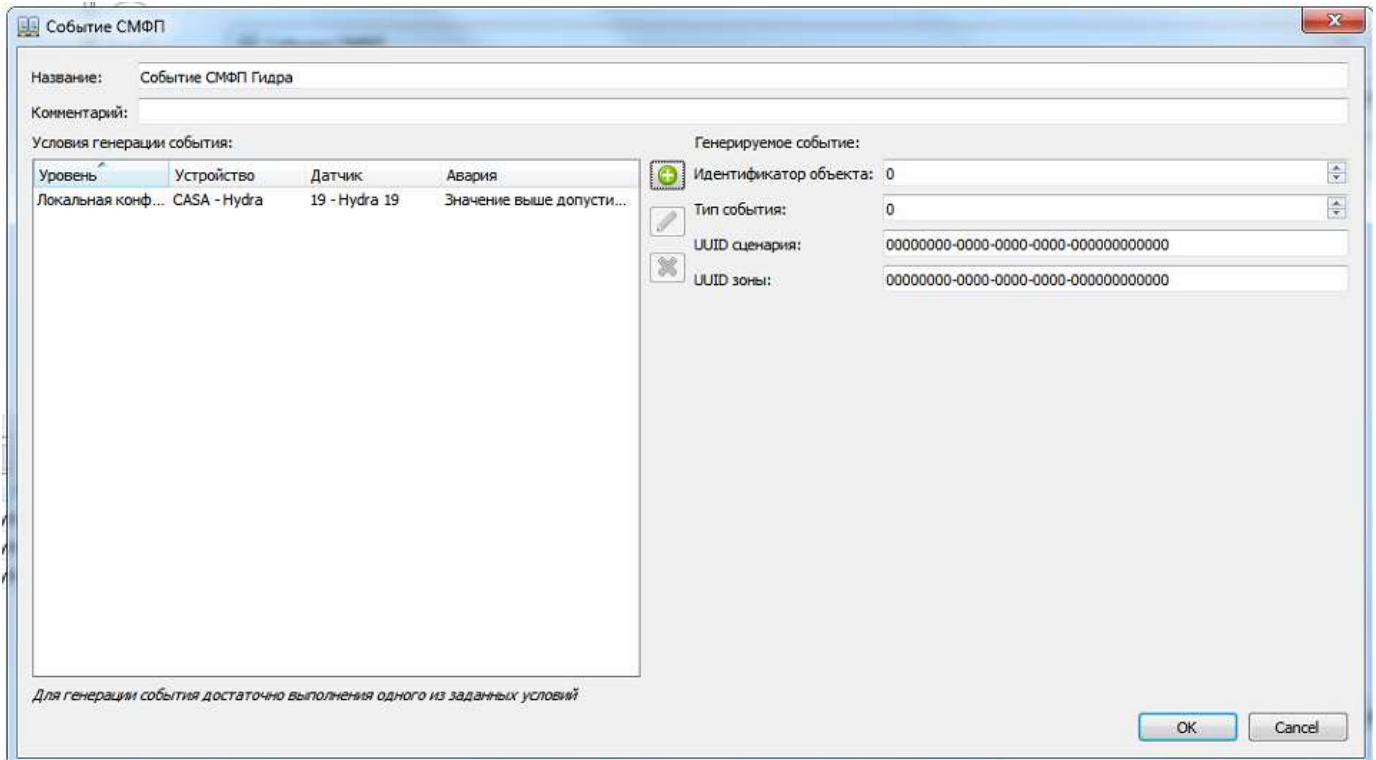 Событие СМФП
Название: Событие СМФП Гидра
Комментарий:
Условия генерации события:
Уровень Устройство Датчик Авария
Локальная конф... CASA - Hydra 19 - Hydra 19 Значение выше допусти...
Для генерации события достаточно выполнения одного из заданных условий
Генерируемое событие:
Идентификатор объекта: 0
Тип события: 0
UUID сценария: 00000000-0000-0000-0000-000000000000
UUID зоны: 00000000-0000-0000-0000-000000000000
OK Cancel